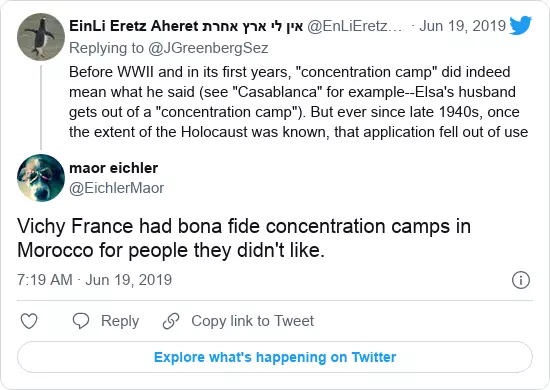 EinLi Eretz Aheret אין לי ארץ אחרת @EnLiEretz… · Jun 19, 2019
Replying to @JGreenbergSez
Before WWII and in its first years, "concentration camp" did indeed
mean what he said (see "Casablanca" for example--Elsa's husband
gets out of a "concentration camp"). But ever since late 1940s, once
the extent of the Holocaust was known, that application fell out of use
maor eichler
@EichlerMaor
Vichy France had bona fide concentration camps in
Morocco for people they didn't like.
7:19 AM · Jun 19, 2019
Reply
Copy link to Tweet
Explore what's happening on Twitter